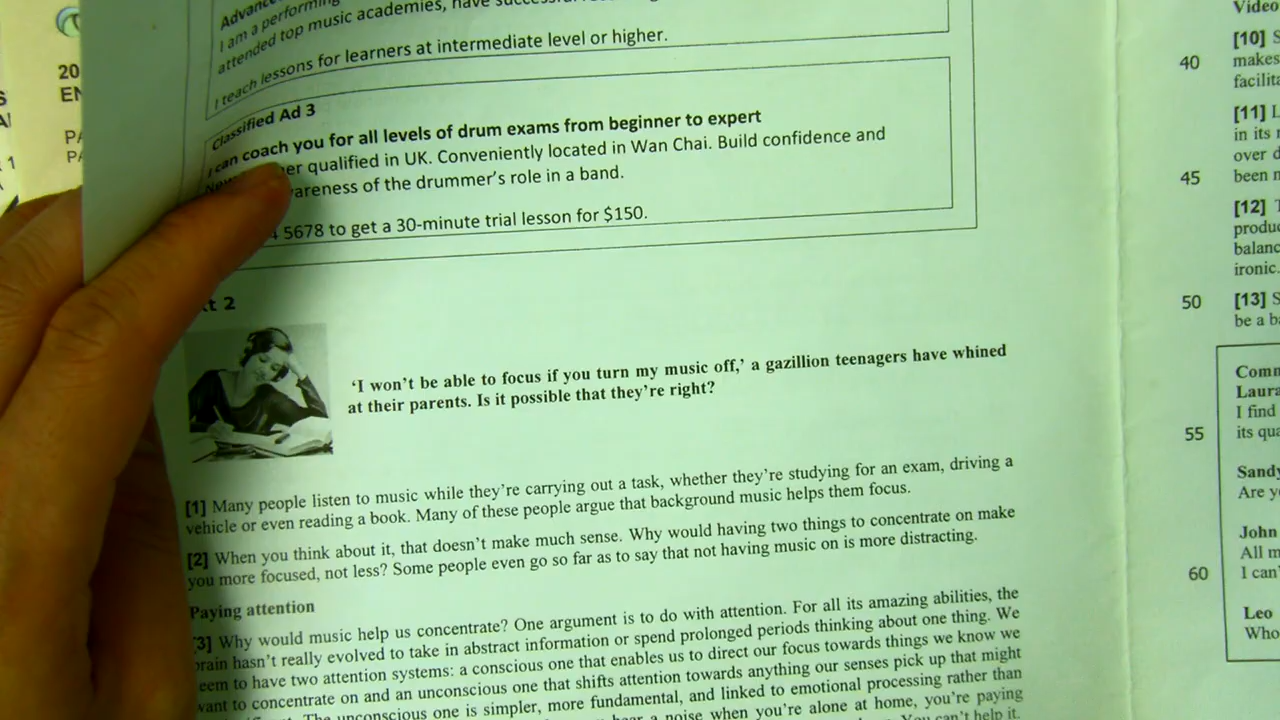 20
EN
PA
PA
Advance
I am a performing
attended top music academies, have
I teach lessons for learners at intermediate level or higher.
Classified Ad 3
I can coach you for all levels of drum exams from beginner to expert
qualified in UK. Conveniently located in Wan Chai. Build confidence and
awareness of the drummer's role in a band.
5678 to get a 30-minute trial lesson for $150.
t 2
'I won't be able to focus if you turn my music off,' a gazillion teenagers have whined
at their parents. Is it possible that they're right?
[1] Many people listen to music while they're carrying out a task, whether they're studying for an exam, driving a
vehicle or even reading a book. Many of these people argue that background music helps them focus.
[2] When you think about it, that doesn't make much sense. Why would having two things to concentrate on make
you more focused, not less? Some people even go so far as to say that not having music on is more distracting.
Paying attention
[3] Why would music help us concentrate? One argument is to do with attention. For all its amazing abilities, the
brain hasn't really evolved to take in abstract information or spend prolonged periods thinking about one thing. We
seem to have two attention systems: a conscious one that enables us to direct our focus towards things we know we
want to concentrate on and an unconscious one that shifts attention towards anything our senses pick up that might
The unconscious one is simpler, more fundamental, and linked to emotional processing rather than
hear a noise when you're alone at home, you're paying
You can't help it.
Video
[10] S
40 makes
facilita
[11] L
in its
over d
45 been
[12] T
produ
balanc
ironic.
50 [13] S
be a b
Comm
Laura
I find
55 its qua
Sandy
Are yo
John
All m
60 I can'
Leo
Who